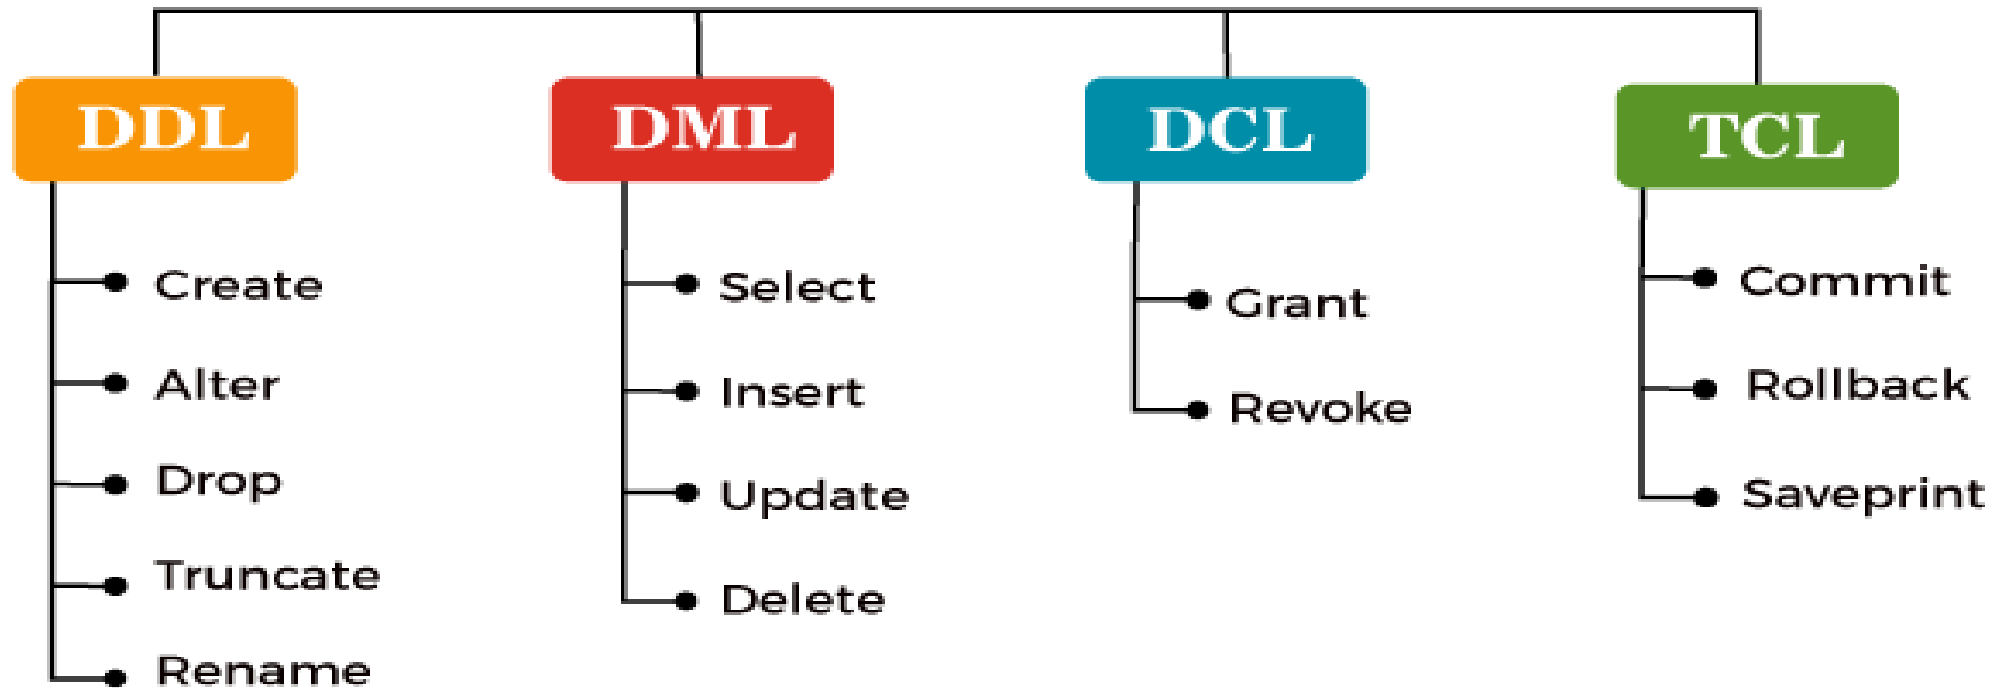 DDL
Create
Alter
Drop
Truncate
Rename
DML
Select
Insert
Update
Delete
DCL
Grant
Revoke
TCL
Commit
Rollback
Saveprint